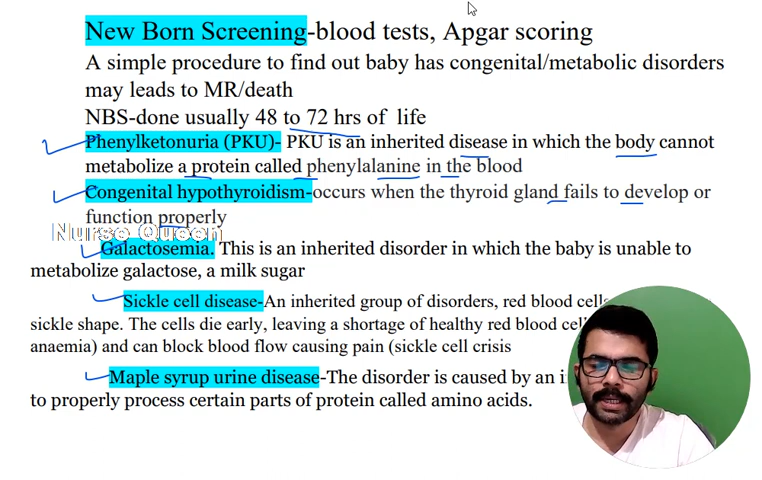 New Born Screening-blood tests, Apgar scoring
A simple procedure to find out baby has congenital/metabolic disorders
may leads to MR/death
NBS-done usually 48 to 72 hrs of life
Phenylketonuria (PKU)- PKU is an inherited disease in which the body cannot
metabolize a protein called phenylalanine in the blood
Congenital hypothyroidism-occurs when the thyroid gland fails to develop or
function properly
Nurse Queen
Galactosemia. This is an inherited disorder in which the baby is unable to
metabolize galactose, a milk sugar
Sickle cell disease-An inherited group of disorders, red blood cells
sickle shape. The cells die early, leaving a shortage of healthy red blood
anaemia) and can block blood flow causing pain (sickle cell crisis
Maple syrup urine disease-The disorder is caused by an
to properly process certain parts of protein called amino acids.